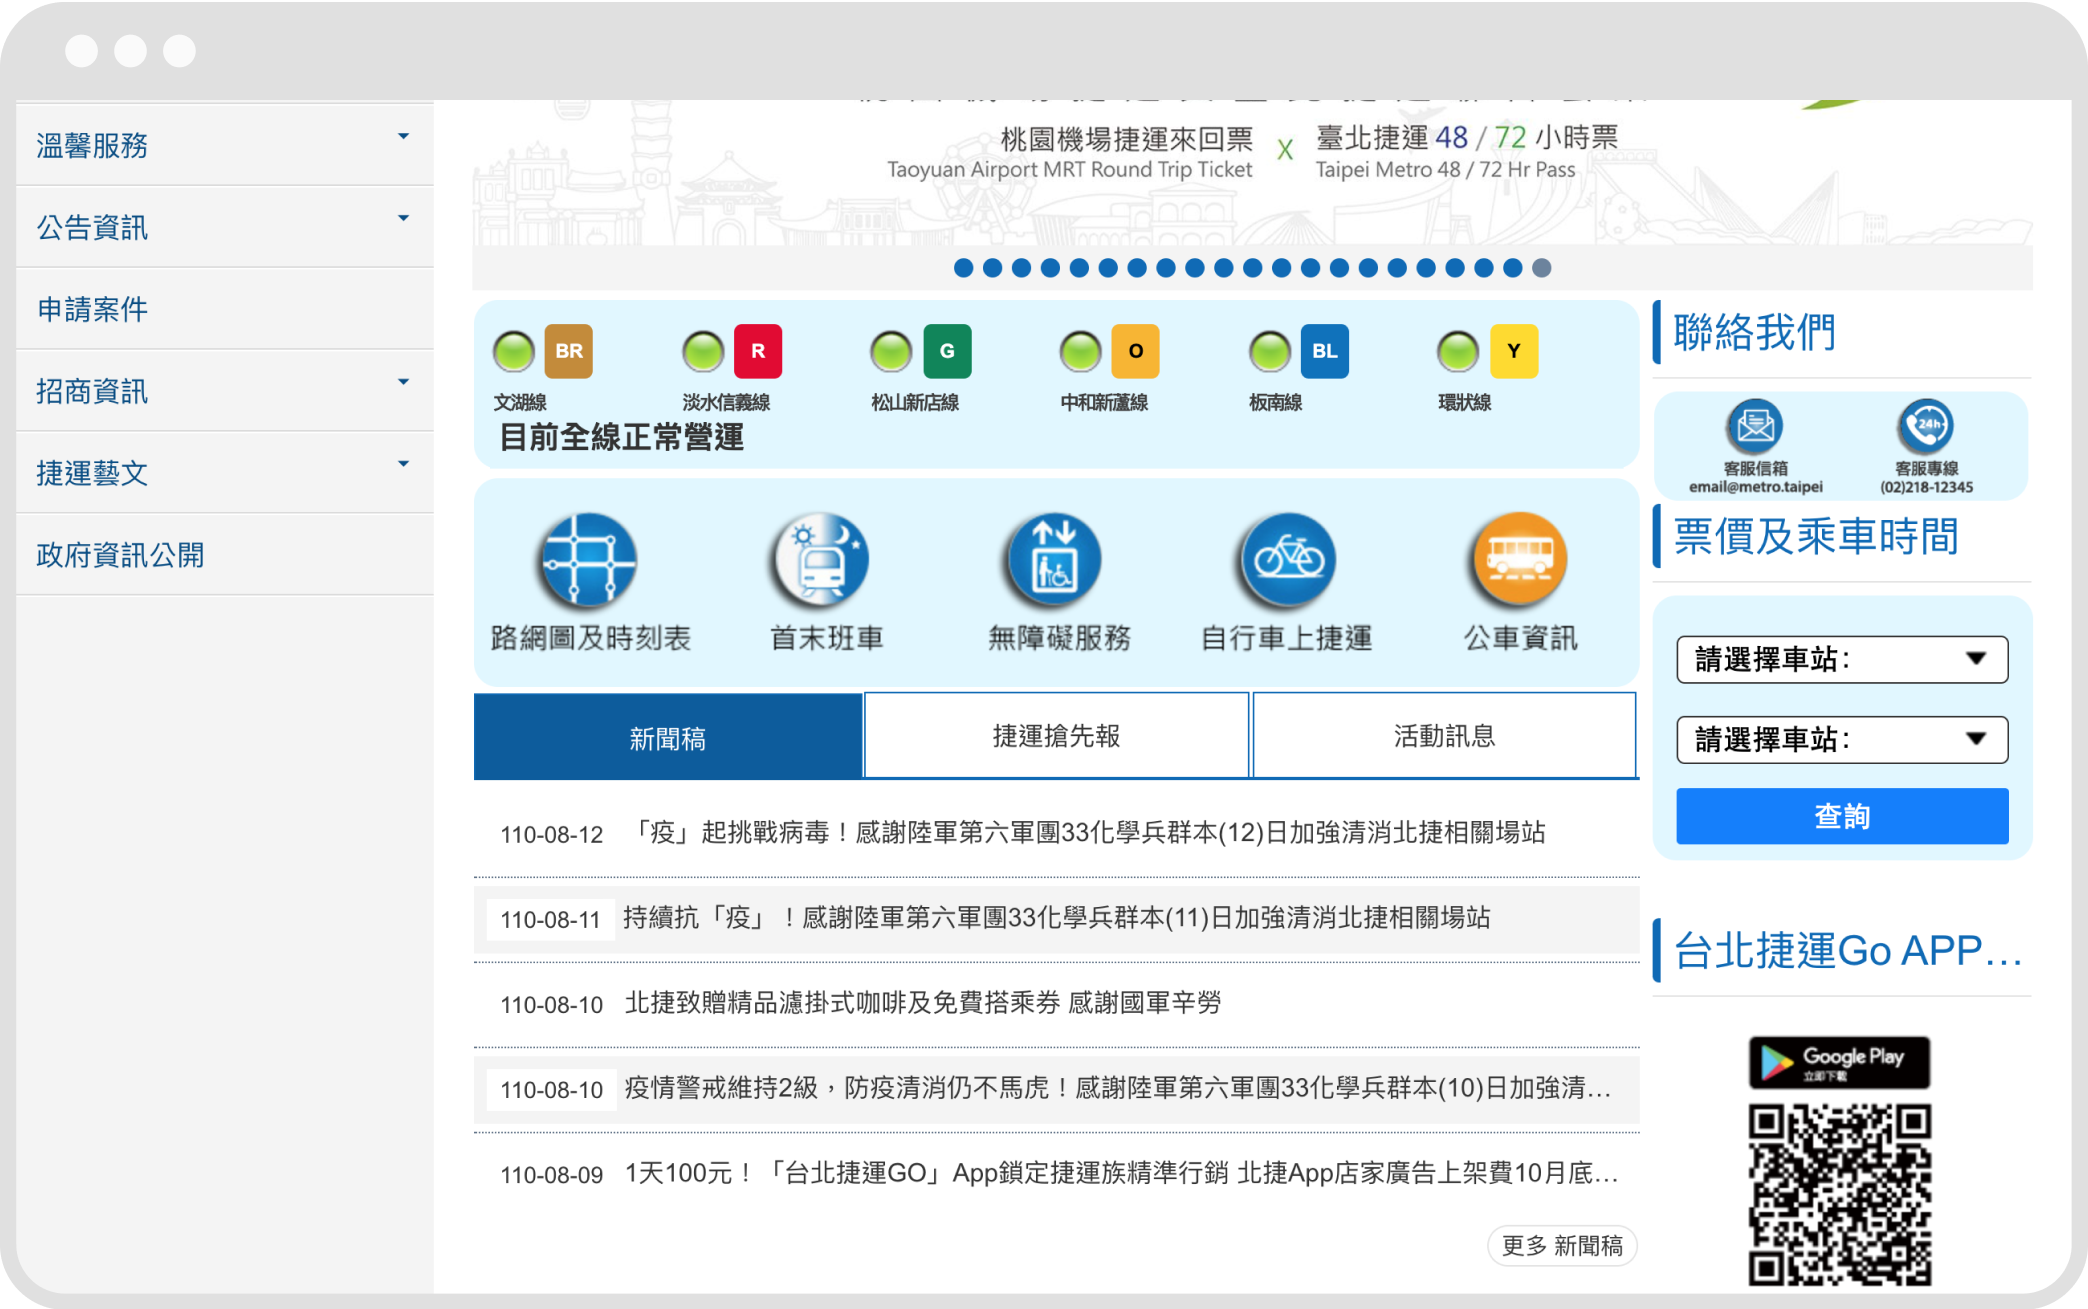 溫馨服務
公告資訊
申請案件
招商資訊
捷運藝文
政府資訊公開
桃園機場捷運來回票 X 臺北捷運 48 / 72 小時票
Taoyuan Airport MRT Round Trip Ticket Taipei Metro 48 / 72 Hr Pass
BR R G O BL Y
文湖線 淡水信義線 松山新店線 中和新蘆線 板南線 環狀線
目前全線正常營運
路網圖及時刻表 首末班車 無障礙服務 自行車上捷運 公車資訊
新聞稿 捷運搶先報 活動訊息
110-08-12 「疫」起挑戰病毒！感謝陸軍第六軍團33化學兵群本(12)日加強清消北捷相關場站
110-08-11 持續抗「疫」！感謝陸軍第六軍團33化學兵群本(11)日加強清消北捷相關場站
110-08-10 北捷致贈精品濾掛式咖啡及免費搭乘券 感謝國軍辛勞
110-08-10 疫情警戒維持2級，防疫清消仍不馬虎！感謝陸軍第六軍團33化學兵群本(10)日加強清…
110-08-09 1天100元！「台北捷運GO」App鎖定捷運族精準行銷 北捷App店家廣告上架費10月底…
更多 新聞稿
聯絡我們
24h
客服信箱 客服專線
email@metro.taipei (02)218-12345
票價及乘車時間
請選擇車站：
請選擇車站：
查詢
台北捷運Go APP…
Google Play
立即下載